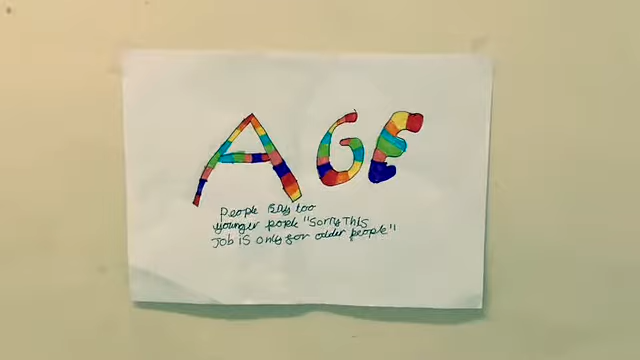 AGE
People say too
younger people "Sorry This
Job is only for older people"